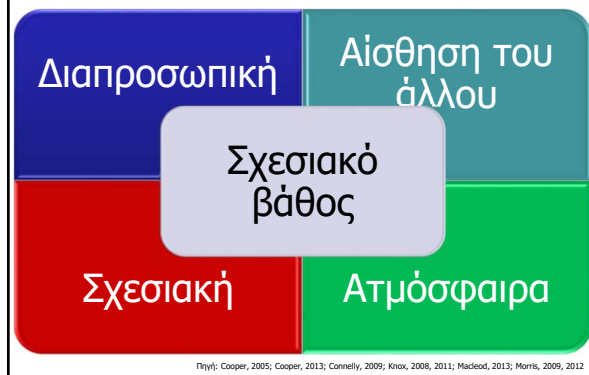 Διαπροσωπική
Αίσθηση του
άλλου
Σχεσιακό
βάθος
Σχεσιακή
Ατμόσφαιρα
Πηγή: Cooper, 2005; Cooper, 2013; Connelly, 2009; Knox, 2008, 2011; Macleod, 2013; Morris, 2009, 2012